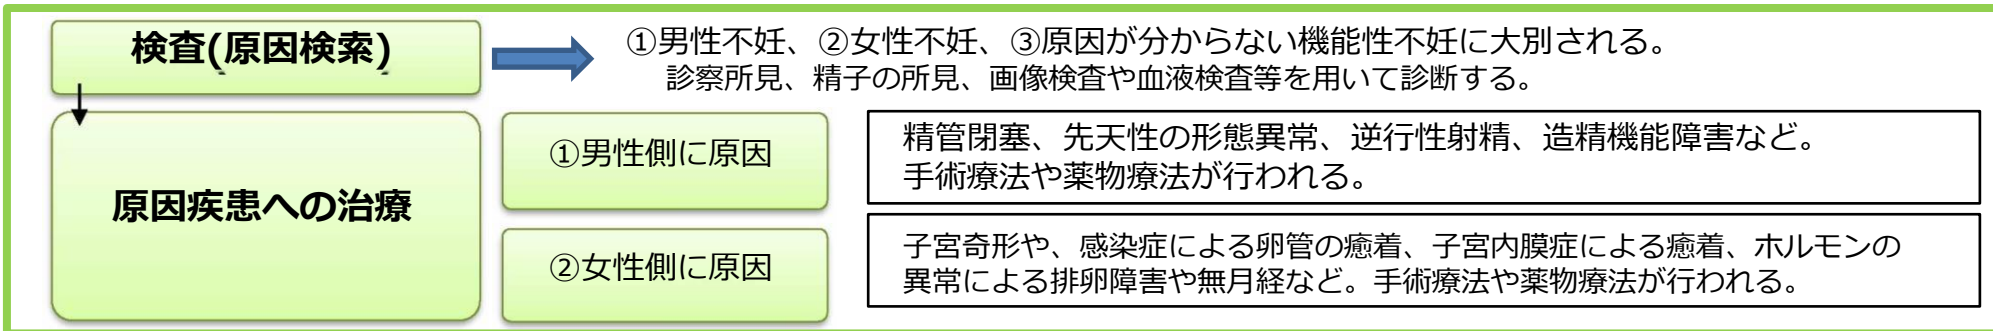 検査(原因検索)
①男性不妊、②女性不妊、③原因が分からない機能性不妊に大別される。
診察所見、精子の所見、画像検査や血液検査等を用いて診断する。
原因疾患への治療
①男性側に原因
精管閉塞、先天性の形態異常、逆行性射精、造精機能障害など。
手術療法や薬物療法が行われる。
②女性側に原因
子宮奇形や、感染症による卵管の癒着、子宮内膜症による癒着、ホルモンの
異常による排卵障害や無月経など。手術療法や薬物療法が行われる。